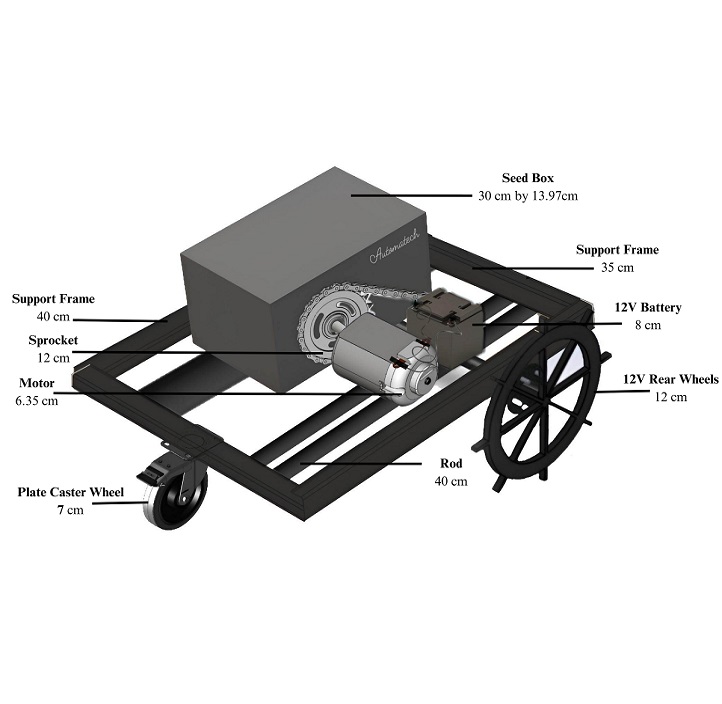 Seed Box
30 cm by 13.97cm
Automatech
Support Frame
35 cm
Support Frame
40 cm
12V Battery
8 cm
Sprocket
12 cm
Motor
6.35 cm
12V Rear Wheels
12 cm
Rod
40 cm
Plate Caster Wheel
7 cm